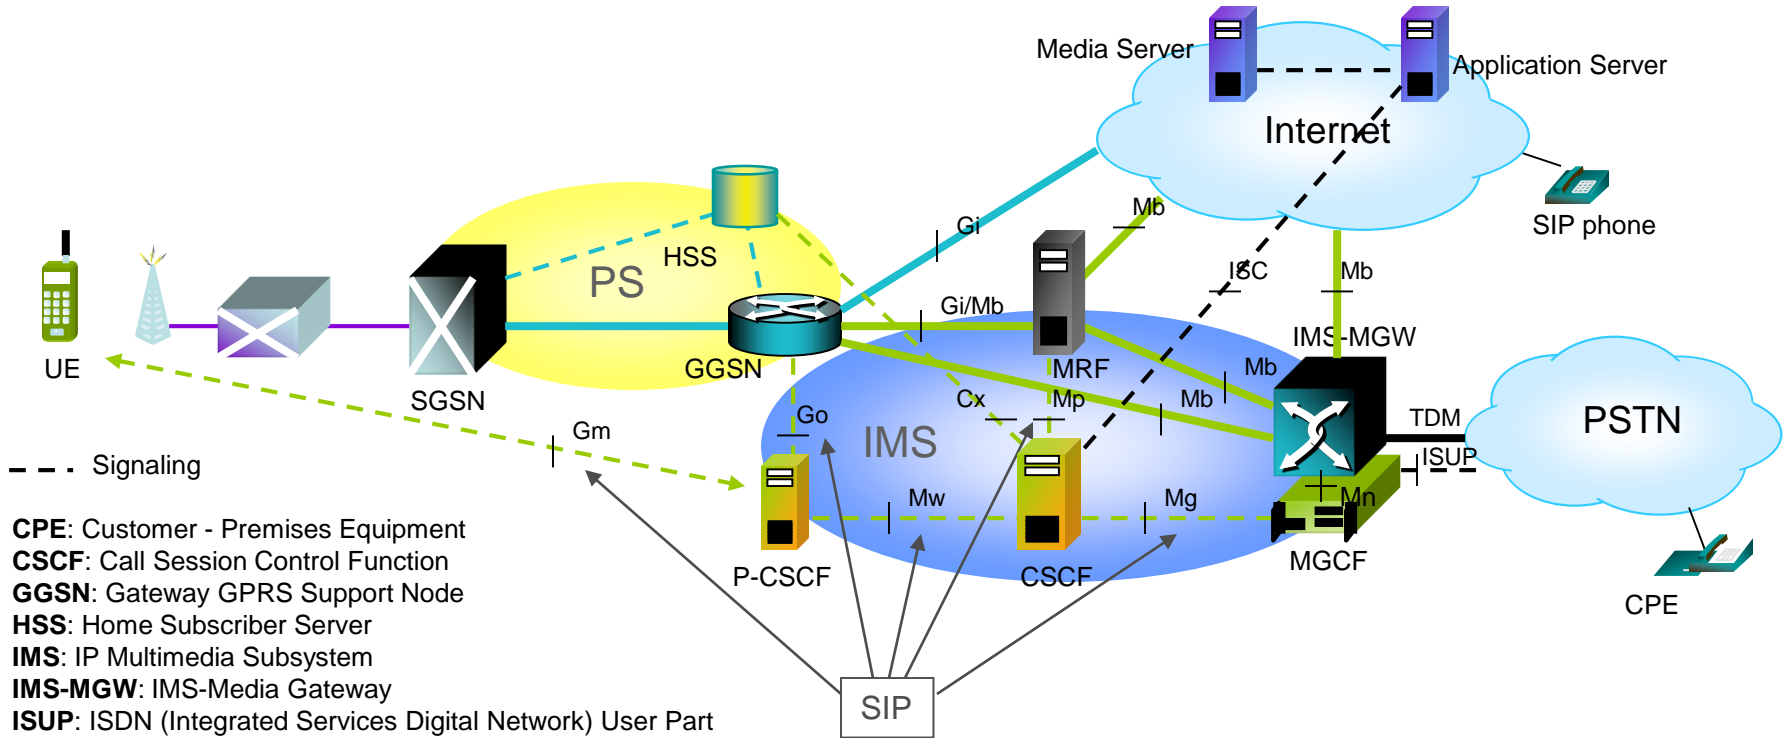 Media Server
Application Server
Internet
SIP phone
Mb
Gi
HSS
PS
ISC
Mb
Gi/Mb
IMS-MGW
UE
GGSN
MRF
Mb
SGSN
Cx
Mp
Mb
Go
TDM
PSTN
Gm
IMS
ISUP
Signaling
Mw
Mg
Mn
CPE: Customer - Premises Equipment
CSCF: Call Session Control Function
GGSN: Gateway GPRS Support Node
HSS: Home Subscriber Server
IMS: IP Multimedia Subsystem
IMS-MGW: IMS-Media Gateway
ISUP: ISDN (Integrated Services Digital Network) User Part
P-CSCF
CSCF
MGCF
CPE
SIP